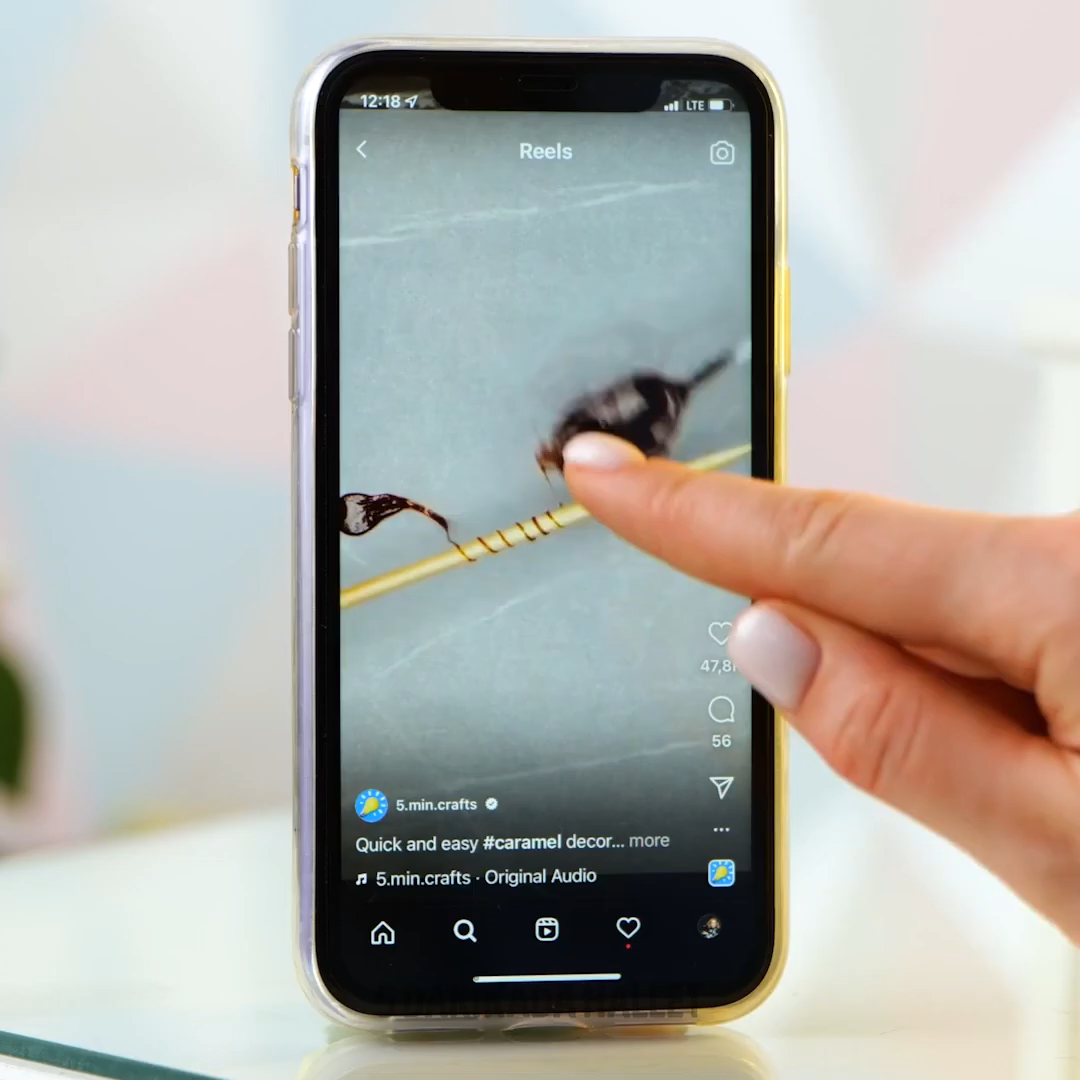 12:18
LTE
Reels
47,8
56
5.min.crafts
Quick and easy #caramel decor... more
5.min.crafts · Original Audio